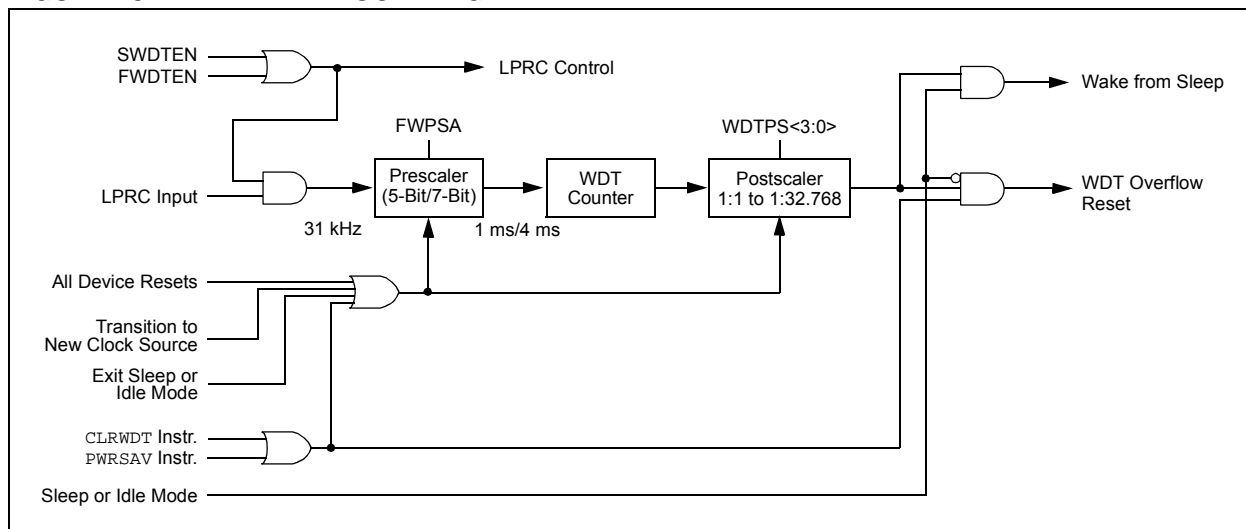 SWDTEN
FWDTEN
LPRC Control
Wake from Sleep
FWPSA
WDTPS<3:0>
LPRC Input
Prescaler
(5-Bit/7-Bit)
WDT
Counter
Postscaler
1:1 to 1:32.768
WDT Overflow
Reset
31 kHz
1 ms/4 ms
All Device Resets
Transition to
New Clock Source
Exit Sleep or
Idle Mode
CLRWDT Instr.
PWRSAV Instr.
Sleep or Idle Mode